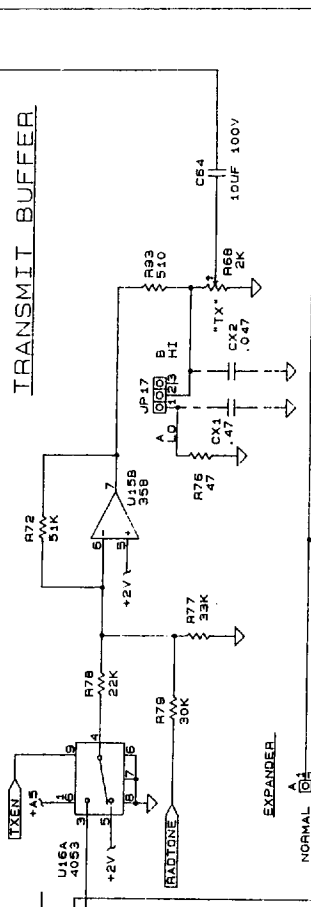 TRANSMIT BUFFER
TXEN
+A5
U16A
4053
16
9
3
5
4
+2V
8
7
6
R78
22K
R72
51K
6
5
7
U15B
358
+2V
RADTONE
R79
30K
R77
33K
R93
510
JP17
A
LO
1
2
3
B
HI
R76
47
CX1
.47
CX2
.047
"TX"
R68
2K
C64
10UF 100V
EXPANDER
NORMAL
A
1